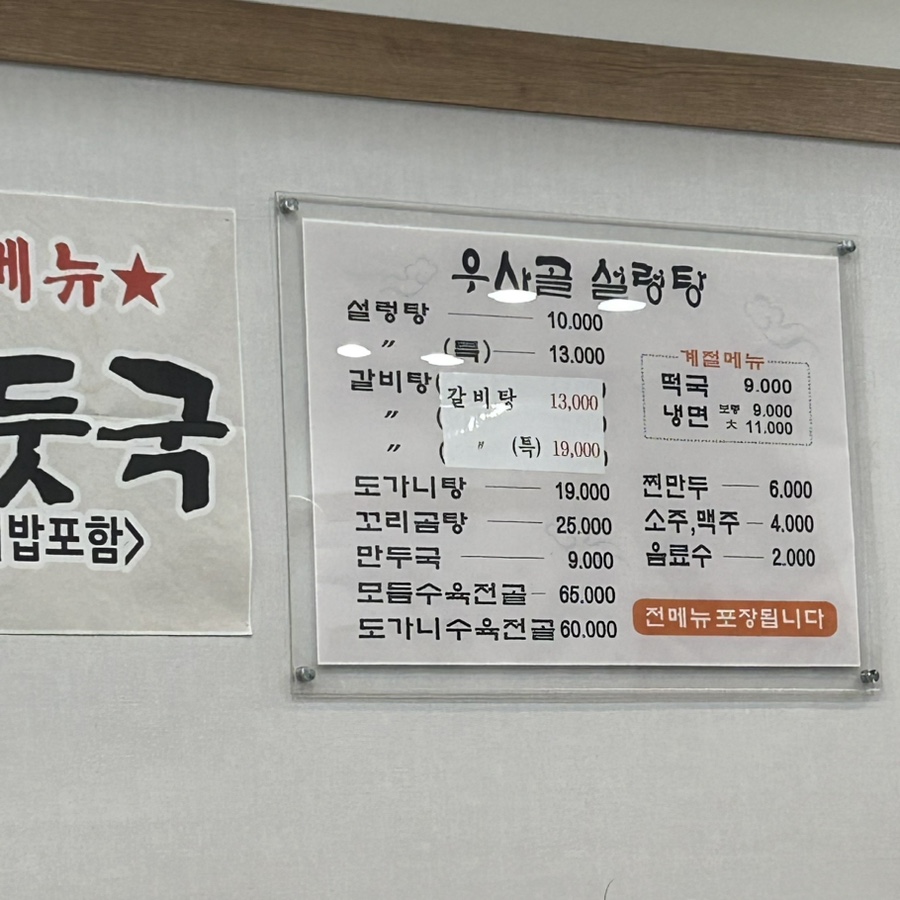 메뉴★
듯국
밥포함>
우사골 설렁탕
설렁탕 10.000
〃 (특) 13.000
갈비탕( 갈비탕 13,000
〃 (
〃 ( 〃 (특) 19,000
도가니탕 19.000
꼬리곰탕 25.000
만두국 9.000
모듬수육전골 65.000
도가니수육전골 60.000
계절메뉴
떡국 9.000
냉면 보통 9.000
大 11.000
찐만두 6.000
소주,맥주 4.000
음료수 2.000
전메뉴 포장됩니다